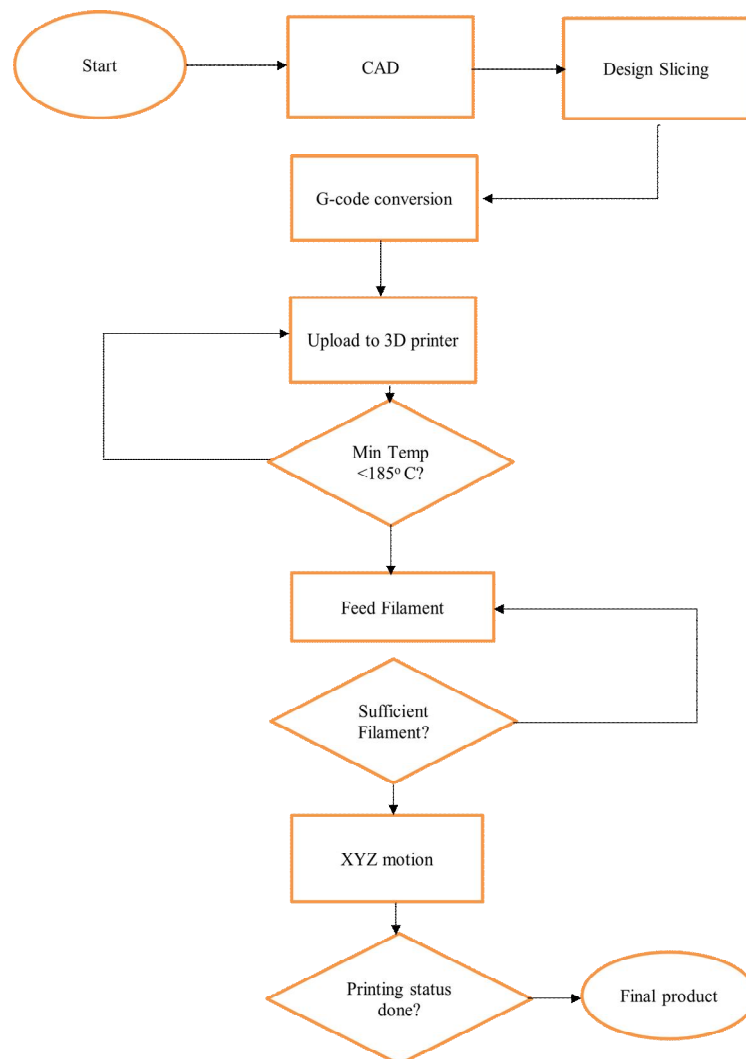 Start
CAD
Design Slicing
G-code conversion
Upload to 3D printer
Min Temp
<185º C?
Feed Filament
Sufficient
Filament?
XYZ motion
Printing status
done?
Final product